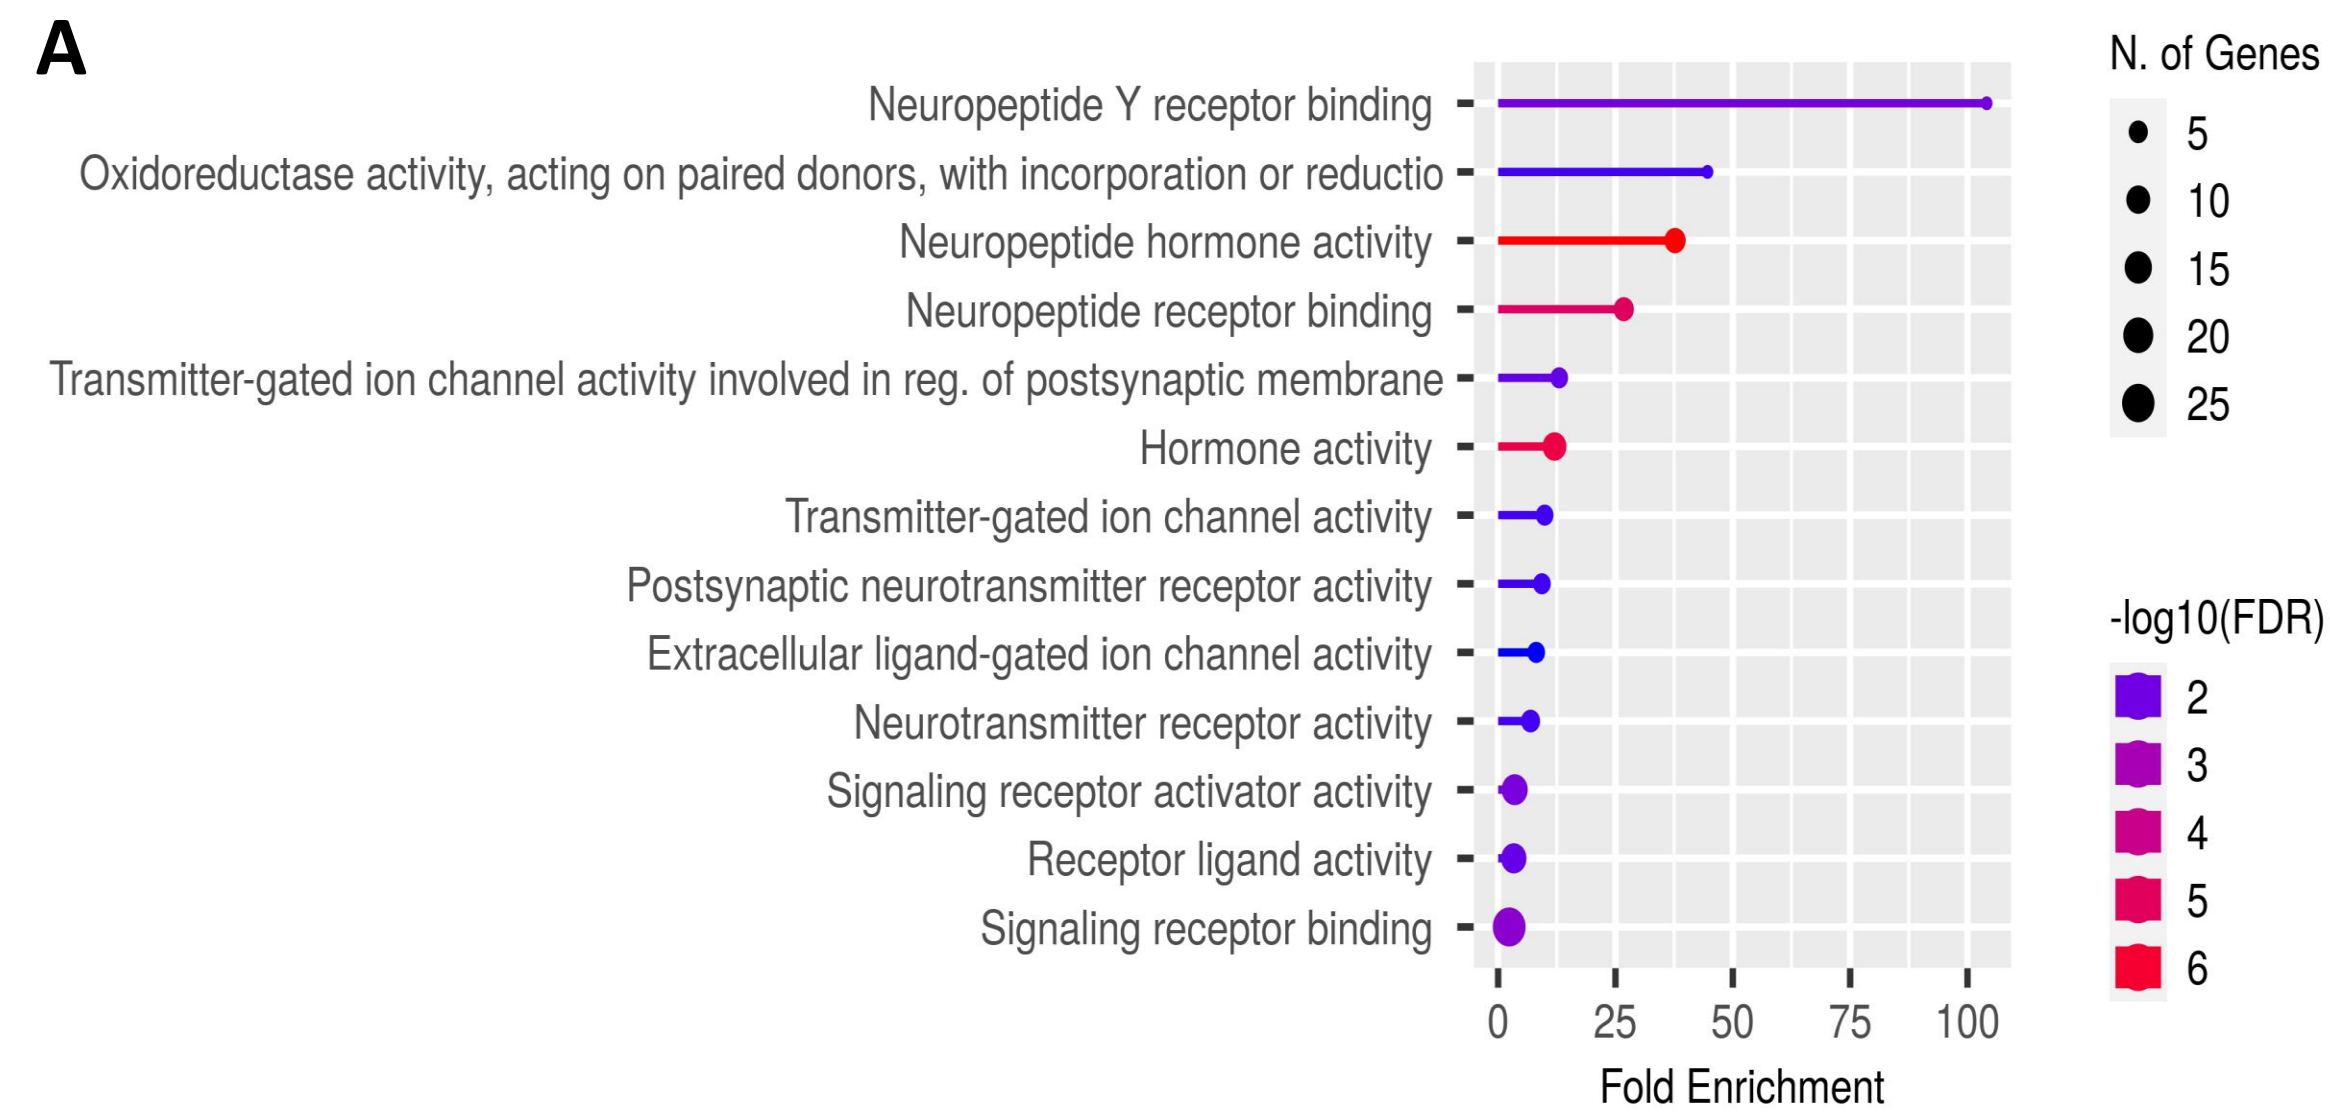 A
Neuropeptide Y receptor binding
Oxidoreductase activity, acting on paired donors, with incorporation or reductio
Neuropeptide hormone activity
Neuropeptide receptor binding
Transmitter-gated ion channel activity involved in reg. of postsynaptic membrane
Hormone activity
Transmitter-gated ion channel activity
Postsynaptic neurotransmitter receptor activity
Extracellular ligand-gated ion channel activity
Neurotransmitter receptor activity
Signaling receptor activator activity
Receptor ligand activity
Signaling receptor binding
0 25 50 75 100
Fold Enrichment
N. of Genes
5
10
15
20
25
-log10(FDR)
2
3
4
5
6